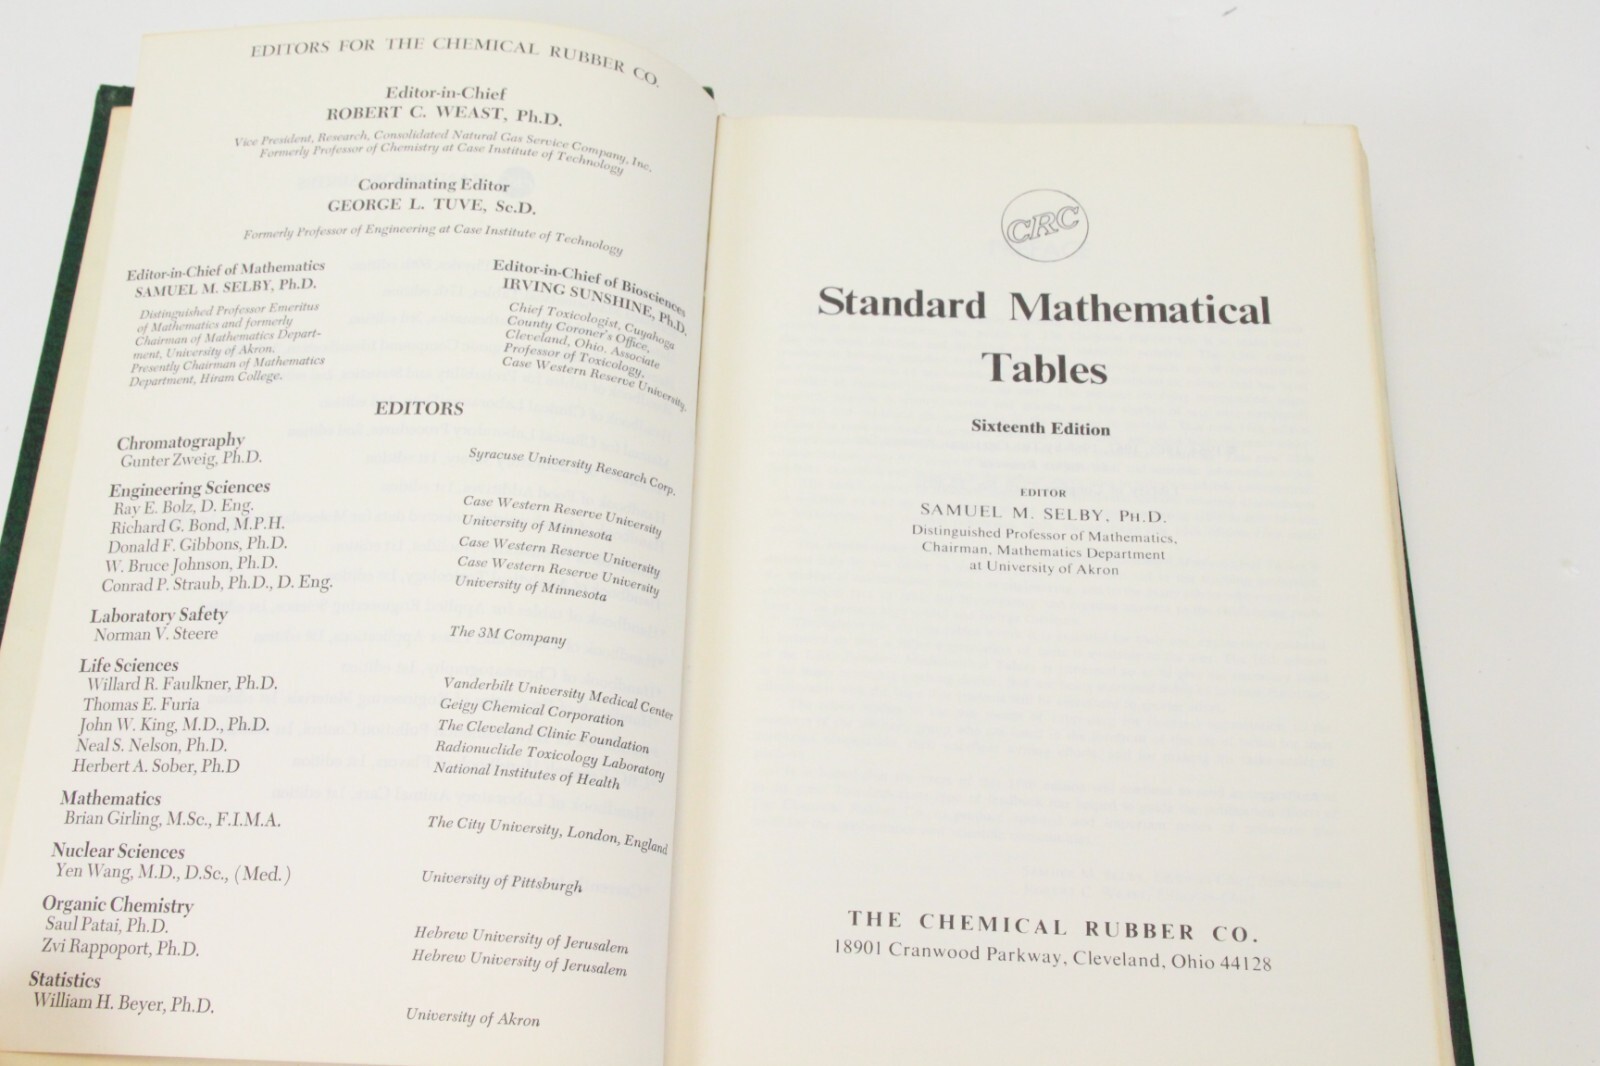 EDITORS FOR THE CHEMICAL RUBBER CO.
Editor-in-Chief
ROBERT C. WEAST, Ph.D.
Vice President, Research, Consolidated Natural Gas Service Company, Inc.
Formerly Professor of Chemistry at Case Institute of Technology
Coordinating Editor
GEORGE L. TUVE, Sc.D.
Formerly Professor of Engineering at Case Institute of Technology
Editor-in-Chief of Mathematics
SAMUEL M. SELBY, Ph.D.
Distinguished Professor Emeritus
of Mathematics and formerly
Chairman of Mathematics Depart-
ment, University of Akron.
Presently Chairman of Mathematics
Department, Hiram College.
Editor-in-Chief of Biosciences
IRVING SUNSHINE, Ph.D.
Chief Toxicologist, Cuyahoga
County Coroner's Office,
Cleveland, Ohio. Associate
Professor of Toxicology,
Case Western Reserve University.
EDITORS
Chromatography
Gunter Zweig, Ph.D. Syracuse University Research Corp.
Engineering Sciences
Ray E. Bolz, D. Eng. Case Western Reserve University
Richard G. Bond, M.P.H. University of Minnesota
Donald F. Gibbons, Ph.D. Case Western Reserve University
W. Bruce Johnson, Ph.D. Case Western Reserve University
Conrad P. Straub, Ph.D., D. Eng. University of Minnesota
Laboratory Safety
Norman V. Steere The 3M Company
Life Sciences
Willard R. Faulkner, Ph.D. Vanderbilt University Medical Center
Thomas E. Furia Geigy Chemical Corporation
John W. King, M.D., Ph.D. The Cleveland Clinic Foundation
Neal S. Nelson, Ph.D. Radionuclide Toxicology Laboratory
Herbert A. Sober, Ph.D National Institutes of Health
Mathematics
Brian Girling, M.Sc., F.I.M.A. The City University, London, England
Nuclear Sciences
Yen Wang, M.D., D.Sc., (Med.) University of Pittsburgh
Organic Chemistry
Saul Patai, Ph.D. Hebrew University of Jerusalem
Zvi Rappoport, Ph.D. Hebrew University of Jerusalem
Statistics
William H. Beyer, Ph.D. University of Akron
CRC
Standard Mathematical
Tables
Sixteenth Edition
EDITOR
SAMUEL M. SELBY, PH.D.
Distinguished Professor of Mathematics,
Chairman, Mathematics Department
at University of Akron
THE CHEMICAL RUBBER CO.
18901 Cranwood Parkway, Cleveland, Ohio 44128